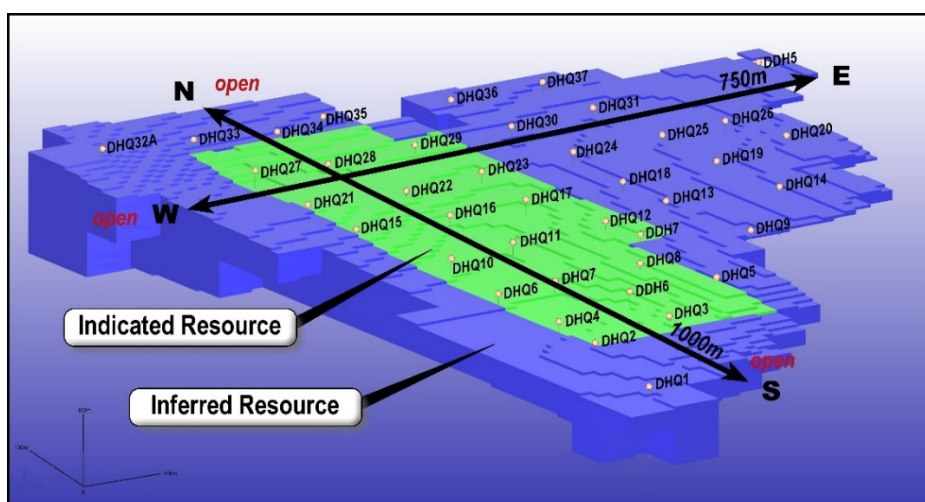 DDH5
E
750m
DHQ37
DHQ36
N
open
DHQ31
DHQ35
DHQ30
DHQ26
DHQ34
DHQ25
DHQ20
DHQ33
DHQ32A
DHQ29
DHQ24
DHQ19
DHQ28
DHQ27
DHQ23
DHQ18
DHQ14
DHQ22
DHQ17
DHQ13
DHQ21
open
W
DHQ16
DHQ12
DHQ15
DDH7
DHQ9
DHQ11
DHQ10
DHQ8
DHQ7
DHQ5
DHQ6
DDH6
DHQ3
DHQ4
Indicated Resource
DHQ2
1000m
open
S
DHQ1
Inferred Resource